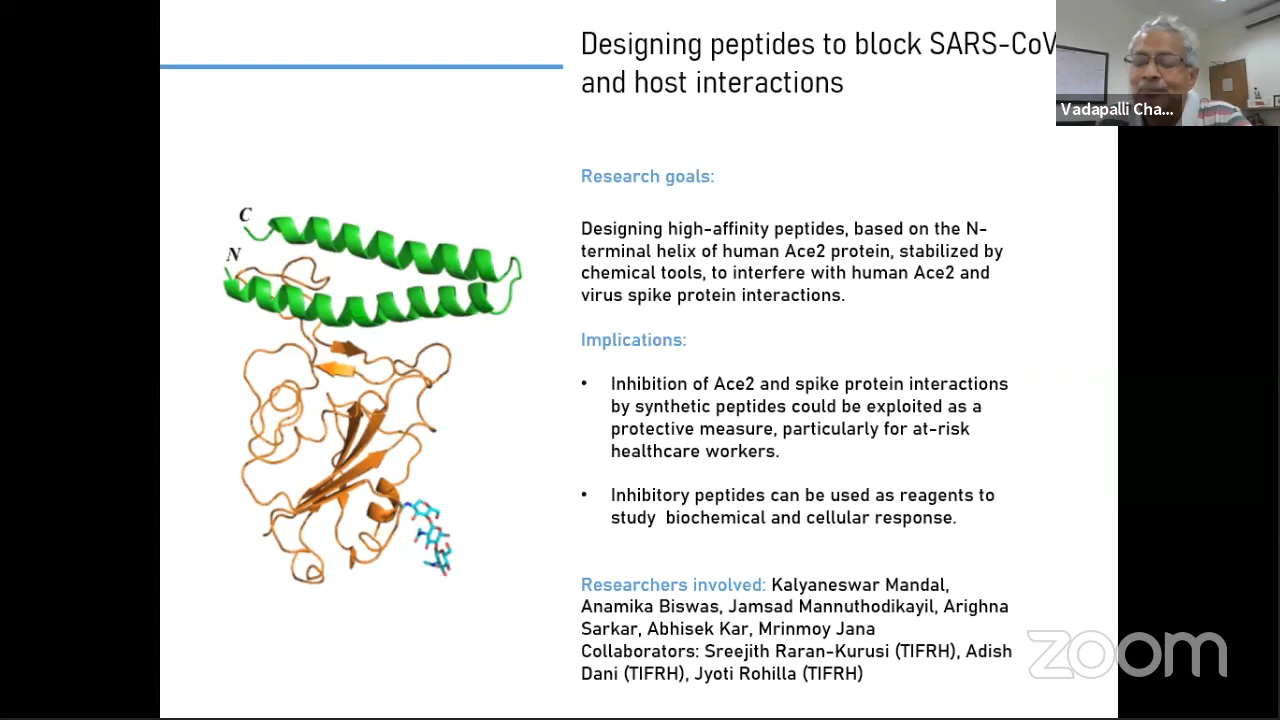 Designing peptides to block SARS-CoV
and host interactions
Vadapalli Cha...
Research goals:
Designing high-affinity peptides, based on the N-
terminal helix of human Ace2 protein, stabilized by
chemical tools, to interfere with human Ace2 and
virus spike protein interactions.
Implications:
• Inhibition of Ace2 and spike protein interactions
by synthetic peptides could be exploited as a
protective measure, particularly for at-risk
healthcare workers.
• Inhibitory peptides can be used as reagents to
study biochemical and cellular response.
Researchers involved: Kalyaneswar Mandal,
Anamika Biswas, Jamsad Mannuthodikayil, Arighna
Sarkar, Abhisek Kar, Mrinmoy Jana
Collaborators: Sreejith Raran-Kurusi (TIFRH), Adish
Dani (TIFRH), Jyoti Rohilla (TIFRH)
C
N
zoom